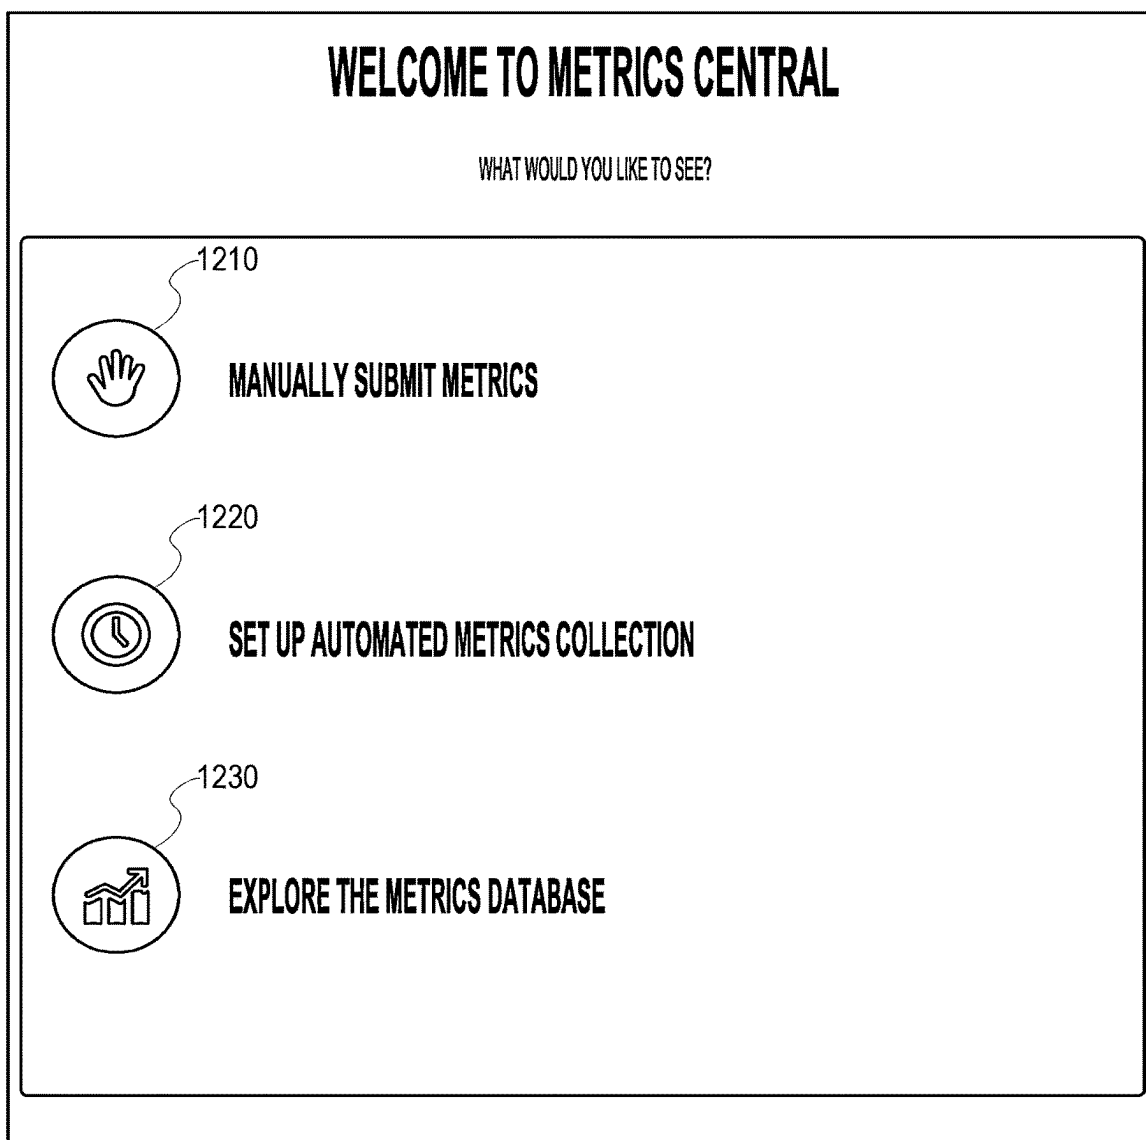 WELCOME TO METRICS CENTRAL
WHAT WOULD YOU LIKE TO SEE?
1210
MANUALLY SUBMIT METRICS
1220
SET UP AUTOMATED METRICS COLLECTION
1230
EXPLORE THE METRICS DATABASE